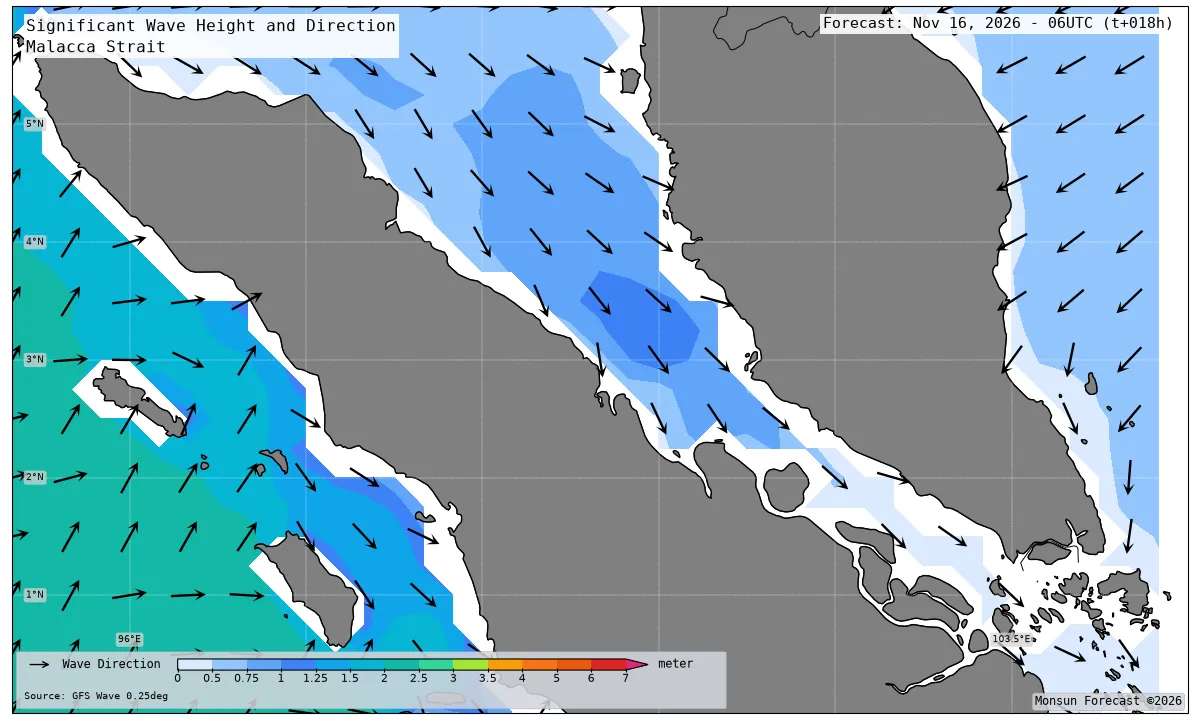 Significant Wave Height and Direction
Malacca Strait
Forecast: Nov 16, 2026 - 06UTC (t+018h)
5°N
4°N
3°N
2°N
1°N
96°E
103.5°E
Wave Direction
meter
0 0.5 0.75 1 1.25 1.5 2 2.5 3 3.5 4 5 6 7
Source: GFS Wave 0.25deg
Monsun Forecast ©2026